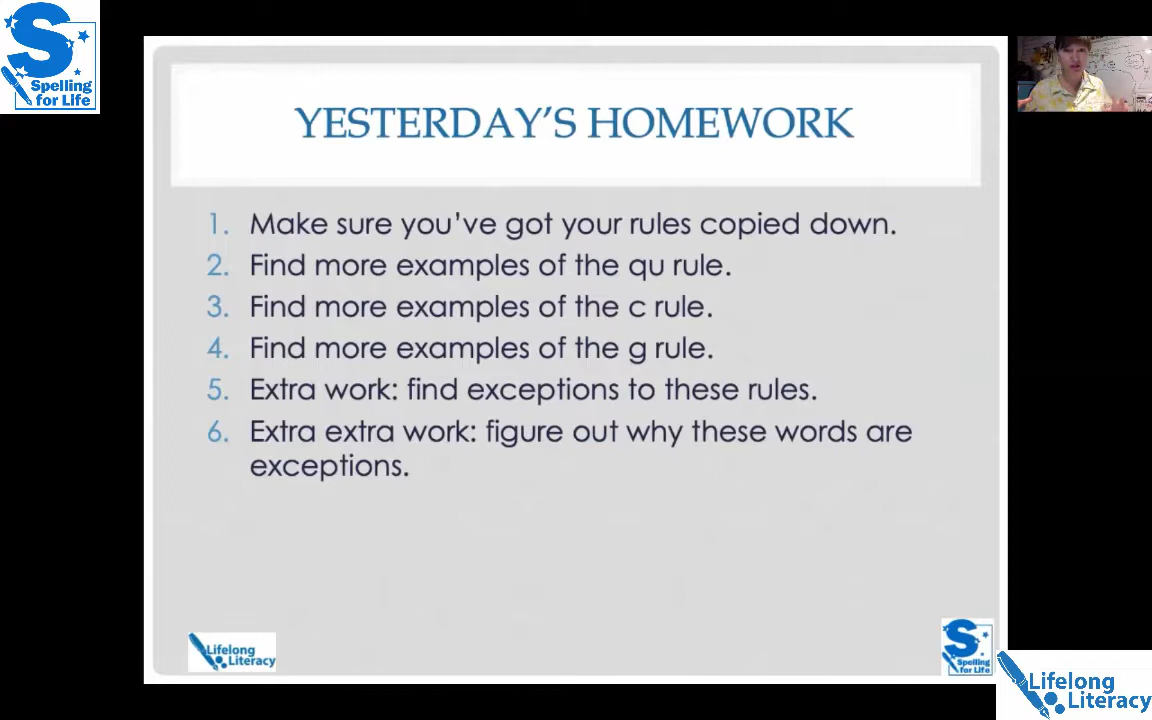 S
Spelling
for Life
YESTERDAY'S HOMEWORK
1. Make sure you've got your rules copied down.
2. Find more examples of the qu rule.
3. Find more examples of the c rule.
4. Find more examples of the g rule.
5. Extra work: find exceptions to these rules.
6. Extra extra work: figure out why these words are
exceptions.
Lifelong
Literacy
S
Spelling
for Life
Lifelong
Literacy